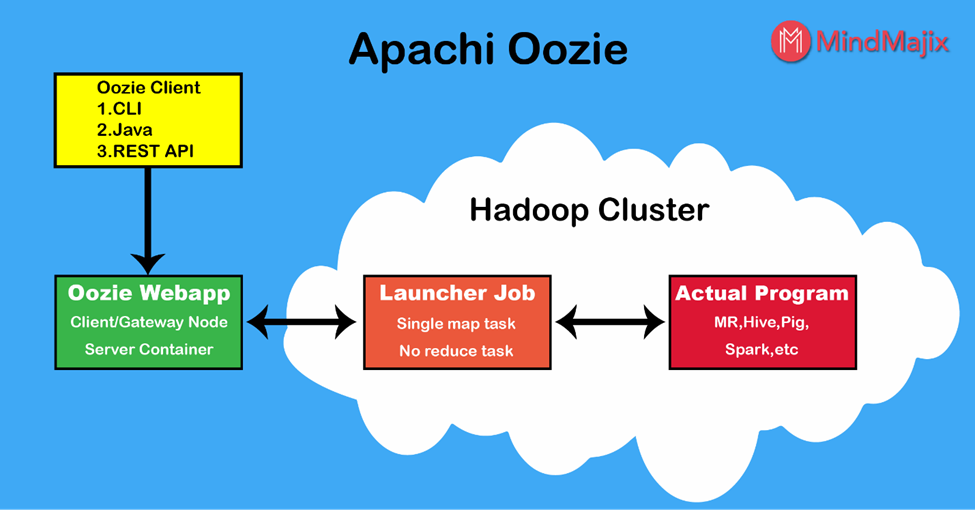 Apachi Oozie
MindMajix
Oozie Client
1.CLI
2.Java
3.REST API
Hadoop Cluster
Oozie Webapp
Client/Gateway Node
Server Container
Launcher Job
Single map task
No reduce task
Actual Program
MR,Hive,Pig,
Spark,etc